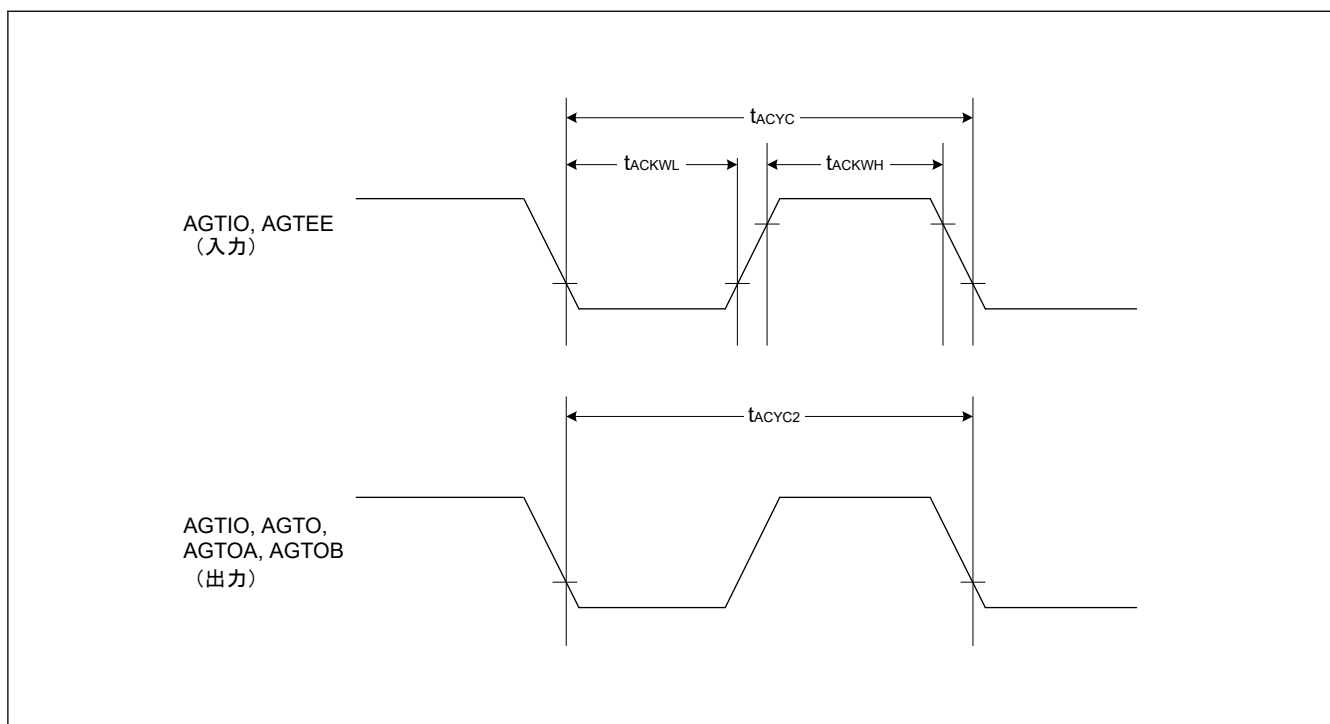 tACYC
tACKWL
tACKWH
AGTIO, AGTEE
（入力）
tACYC2
AGTIO, AGTO,
AGTOA, AGTOB
（出力）